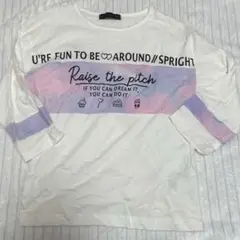 U'RE FUN TO BE♡AROUND//SPRIGHT
Raise the pitch
IF YOU CAN DREAM IT,
YOU CAN DO IT.